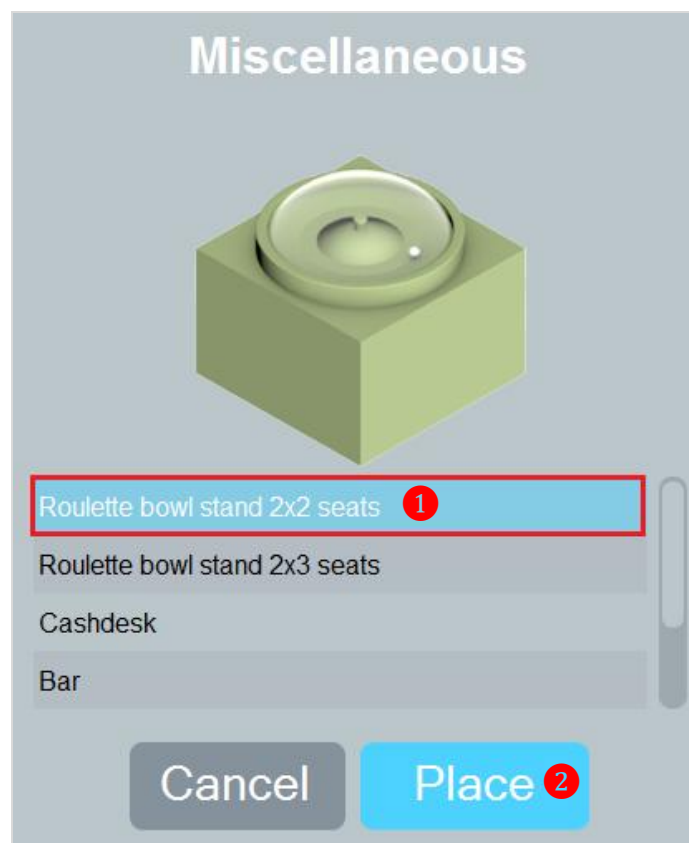 Miscellaneous
Roulette bowl stand 2x2 seats 1
Roulette bowl stand 2x3 seats
Cashdesk
Bar
Cancel Place 2